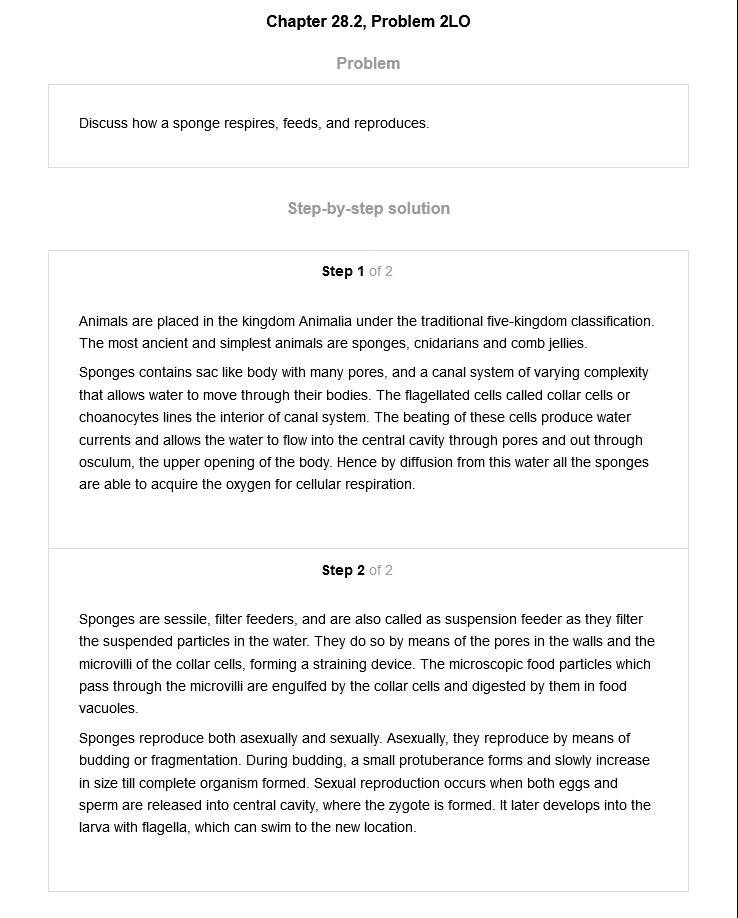 Chapter 28.2, Problem 2LO
Problem
Discuss how a sponge respires, feeds, and reproduces.
Step-by-step solution
Step 1 of 2
Animals are placed in the kingdom Animalia under the traditional five-kingdom classification.
The most ancient and simplest animals are sponges, cnidarians and comb jellies.
Sponges contains sac like body with many pores, and a canal system of varying complexity
that allows water to move through their bodies. The flagellated cells called collar cells or
choanocytes lines the interior of canal system. The beating of these cells produce water
currents and allows the water to flow into the central cavity through pores and out through
osculum, the upper opening of the body. Hence by diffusion from this water all the sponges
are able to acquire the oxygen for cellular respiration.
Step 2 of 2
Sponges are sessile, filter feeders, and are also called as suspension feeder as they filter
the suspended particles in the water. They do so by means of the pores in the walls and the
microvilli of the collar cells, forming a straining device. The microscopic food particles which
pass through the microvilli are engulfed by the collar cells and digested by them in food
vacuoles.
Sponges reproduce both asexually and sexually. Asexually, they reproduce by means of
budding or fragmentation. During budding, a small protuberance forms and slowly increase
in size till complete organism formed. Sexual reproduction occurs when both eggs and
sperm are released into central cavity, where the zygote is formed. It later develops into the
larva with flagella, which can swim to the new location.